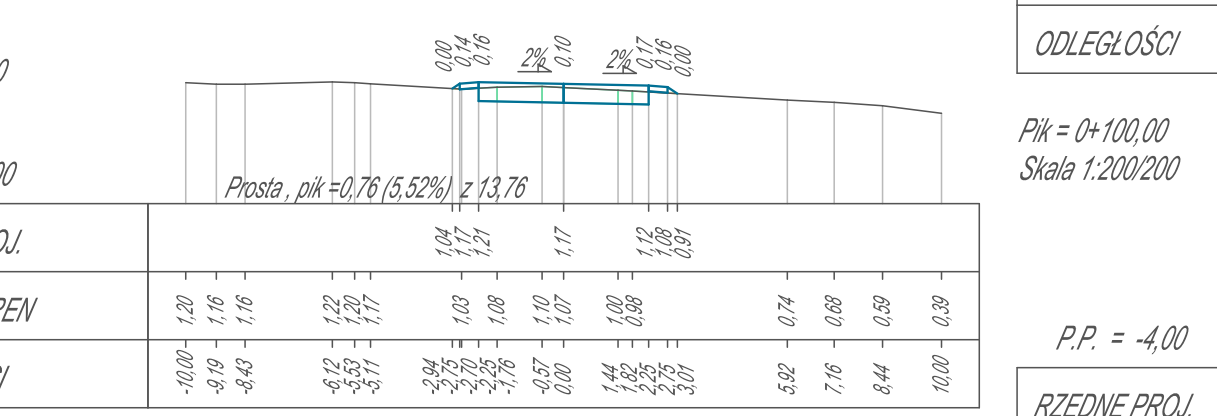 0,00 0,14 0,16 2% 0,10 2% 0,17 0,16 0,00
ODLEGŁOŚCI
Pik = 0+100,00
Skala 1:200/200
Prosta , pik =0,76 (5,52%) z 13,76
OJ. 1,04 1,17 1,21 1,17 1,12 1,08 0,91
1,20 1,16 1,16 1,22 1,20 1,17 1,03 1,08 1,10 1,07 1,00 0,98 0,74 0,68 0,59 0,39
P.P. = -4,00
-10,00 -9,19 -8,43 -6,12 -5,53 -5,11 -2,94 -2,75 -2,70 -2,25 -1,76 -0,57 0,00 1,44 1,82 2,25 2,75 3,01 5,92 7,16 8,44 10,00
RZEDNE PROJ.